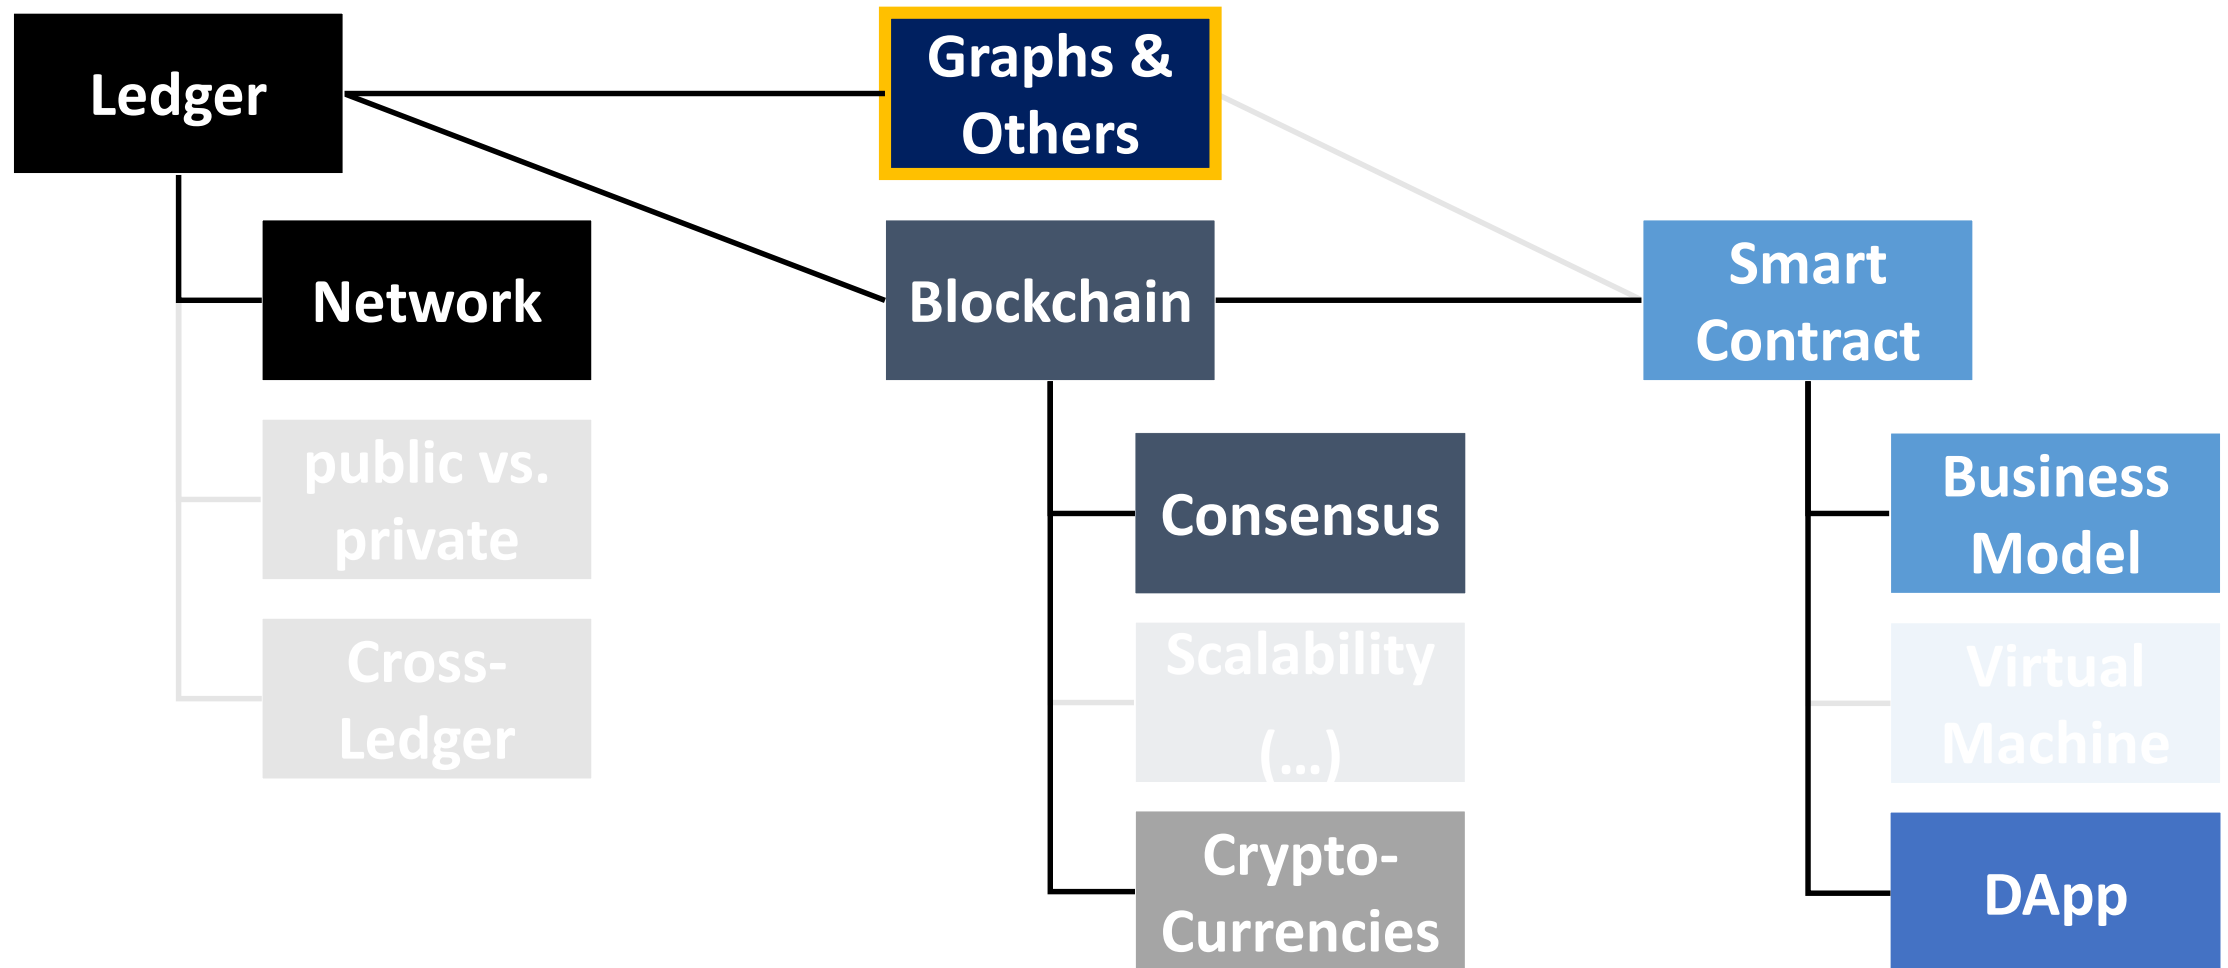 Ledger
Graphs &
Others
Network
Blockchain
Smart
Contract
public vs.
private
Cross-
Ledger
Consensus
Scalability
(...)
Crypto-
Currencies
Business
Model
Virtual
Machine
DApp